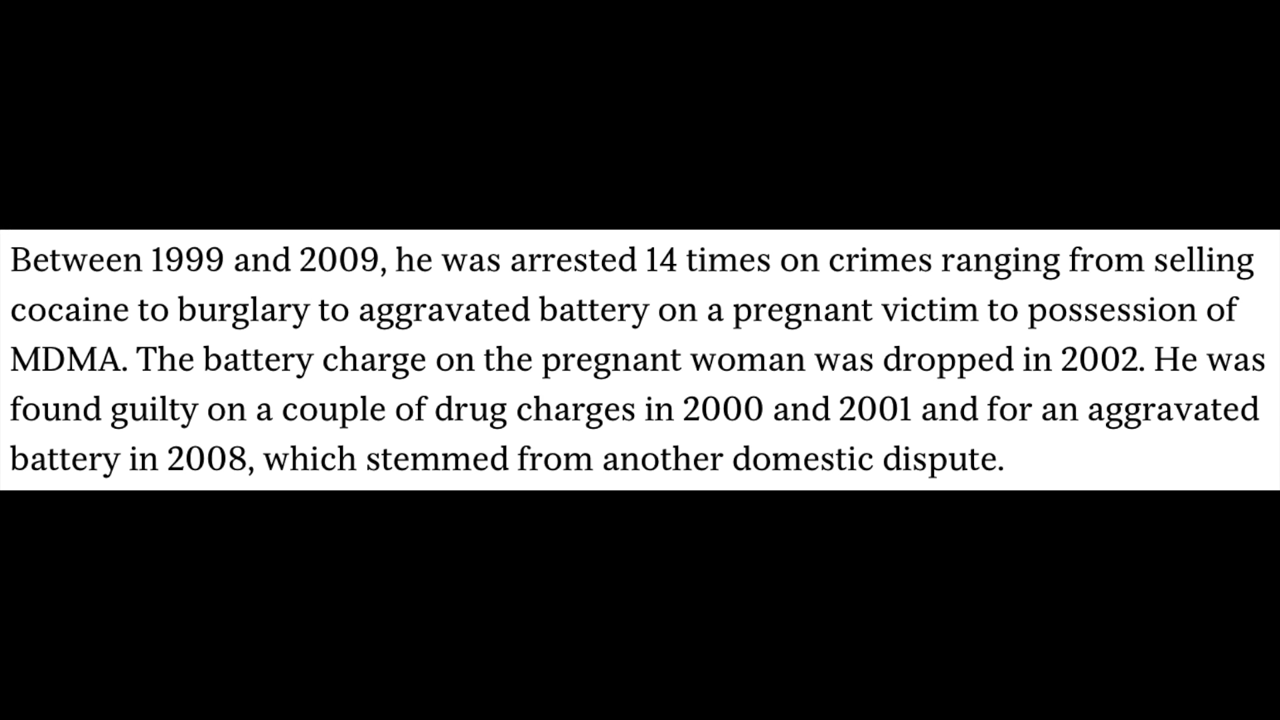 Between 1999 and 2009, he was arrested 14 times on crimes ranging from selling
cocaine to burglary to aggravated battery on a pregnant victim to possession of
MDMA. The battery charge on the pregnant woman was dropped in 2002. He was
found guilty on a couple of drug charges in 2000 and 2001 and for an aggravated
battery in 2008, which stemmed from another domestic dispute.